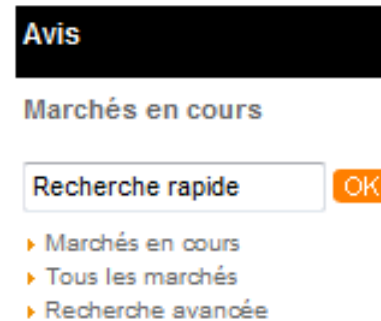 Avis
Marchés en cours
Recherche rapide OK
Marchés en cours
Tous les marchés
Recherche avancée